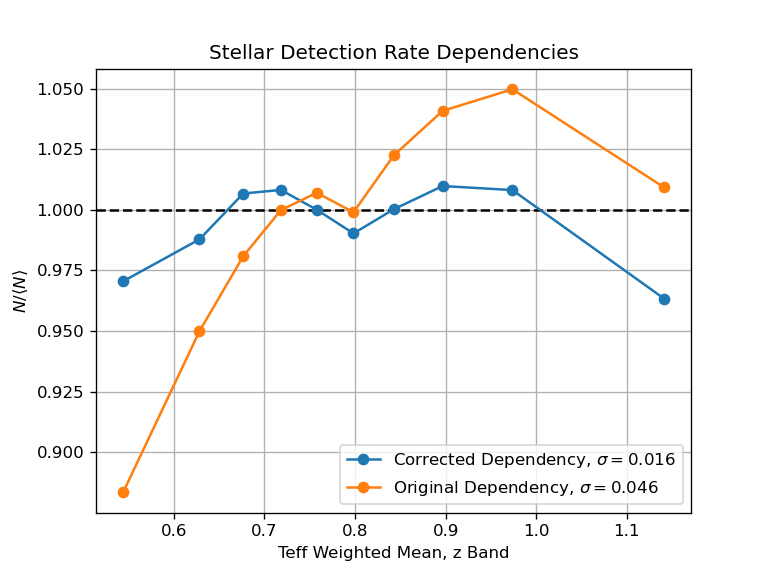 Stellar Detection Rate Dependencies
N/⟨N⟩
1.050
1.025
1.000
0.975
0.950
0.925
0.900
0.6 0.7 0.8 0.9 1.0 1.1
Teff Weighted Mean, z Band
Corrected Dependency, σ = 0.016
Original Dependency, σ = 0.046